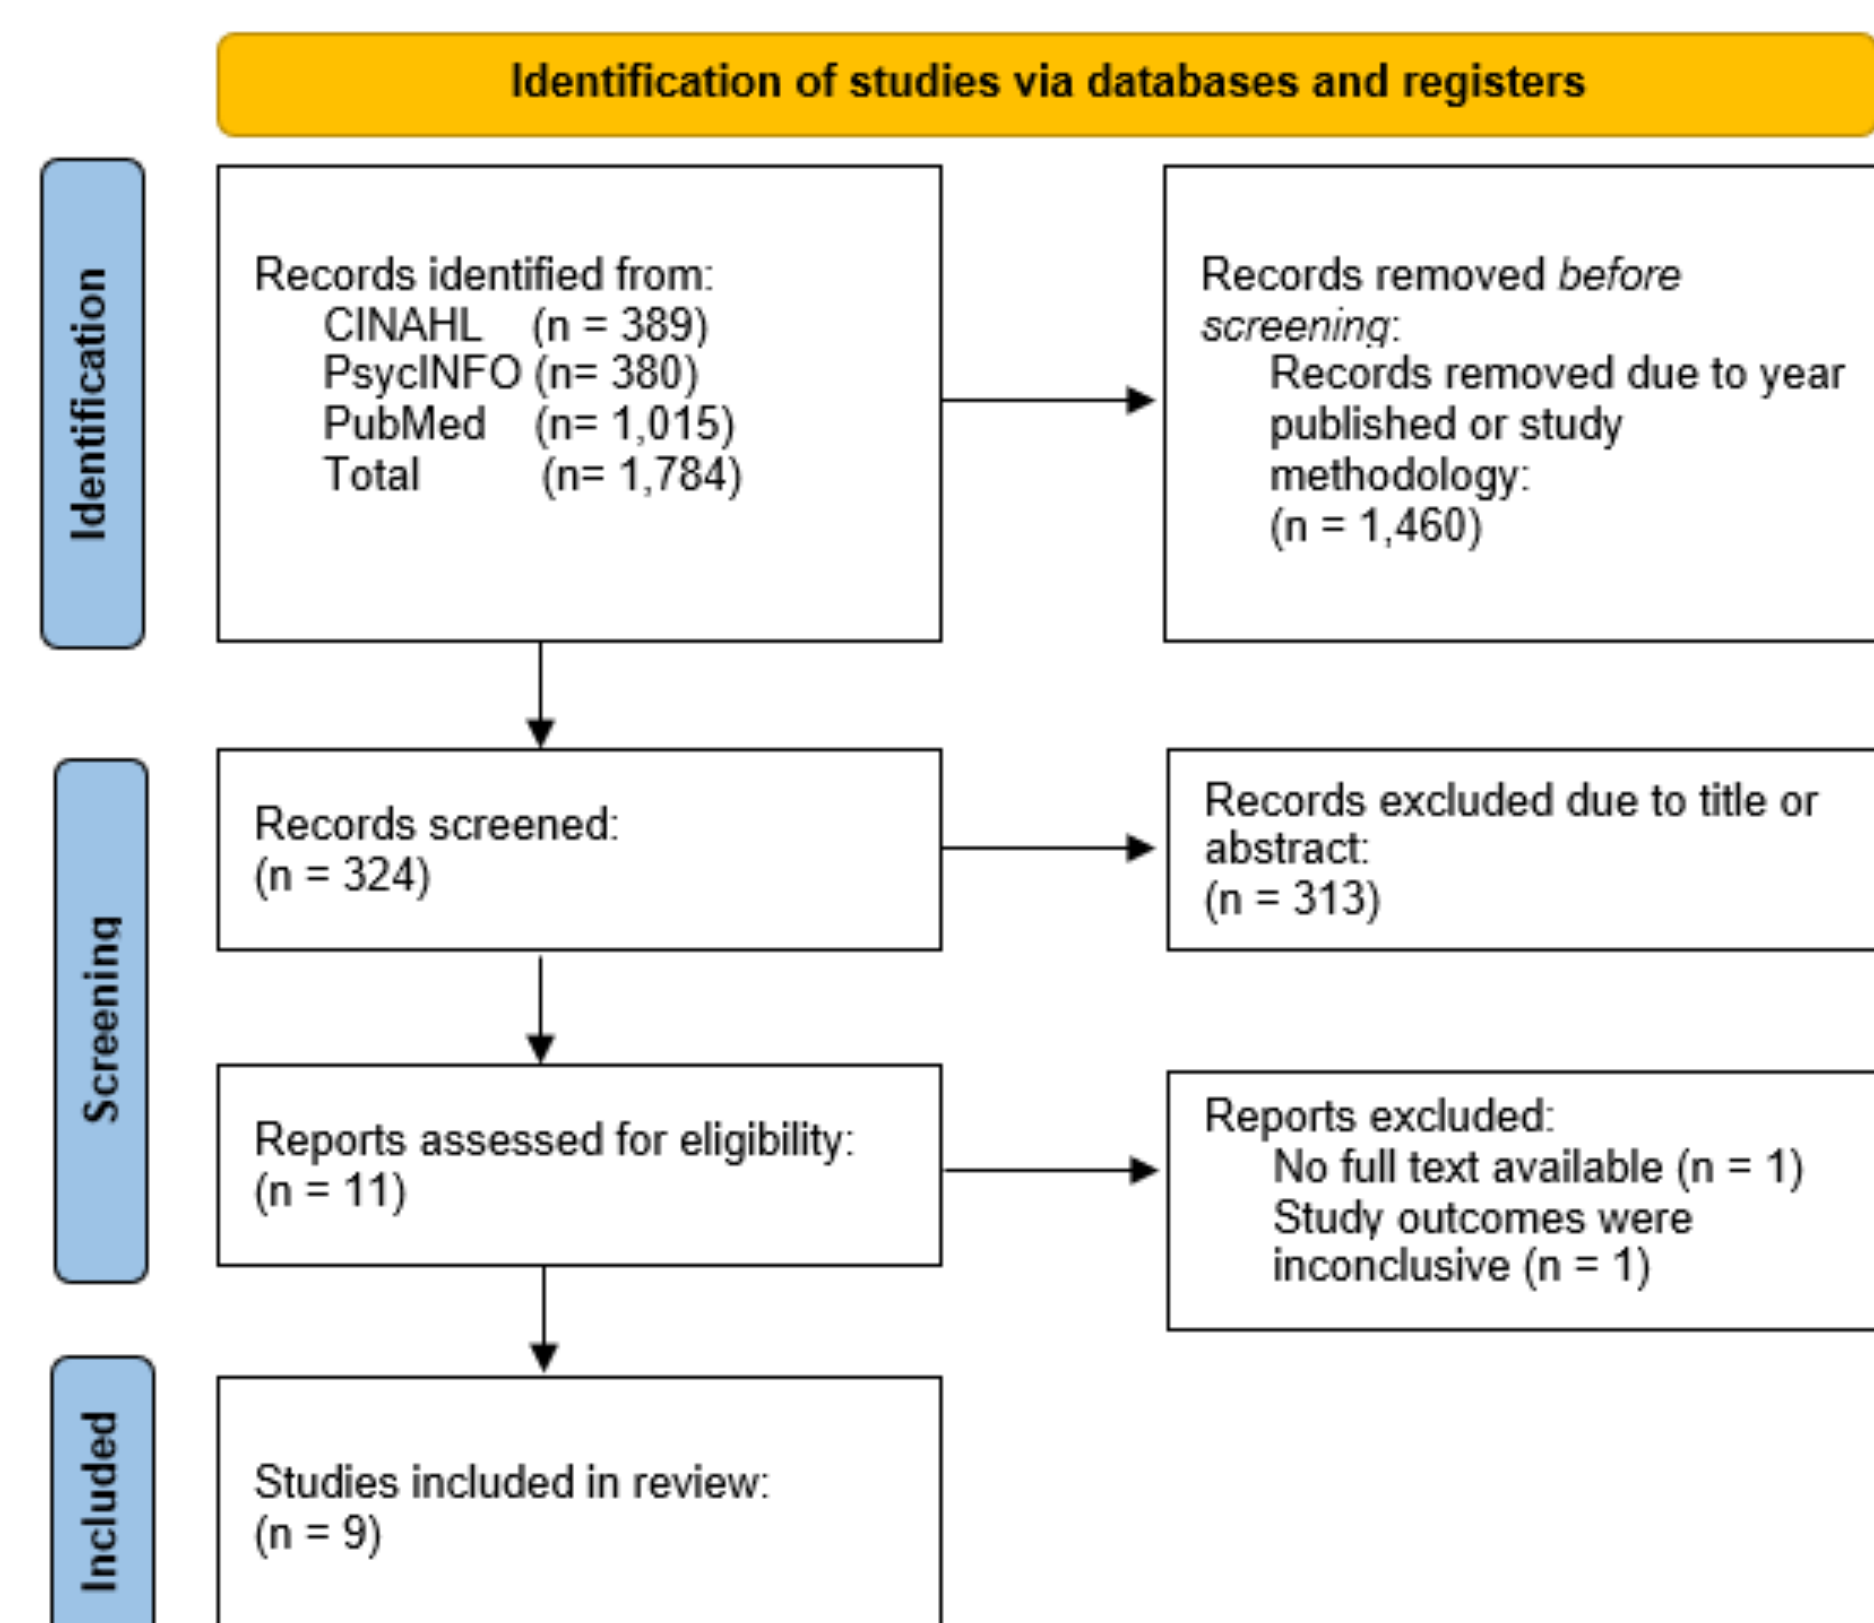 Identification of studies via databases and registers
Identification
Records identified from:
CINAHL (n = 389)
PsycINFO (n= 380)
PubMed (n= 1,015)
Total (n= 1,784)
Records removed before
screening:
Records removed due to year
published or study
methodology:
(n = 1,460)
Screening
Records screened:
(n = 324)
Records excluded due to title or
abstract:
(n = 313)
Reports assessed for eligibility:
(n = 11)
Reports excluded:
No full text available (n = 1)
Study outcomes were
inconclusive (n = 1)
Included
Studies included in review:
(n = 9)